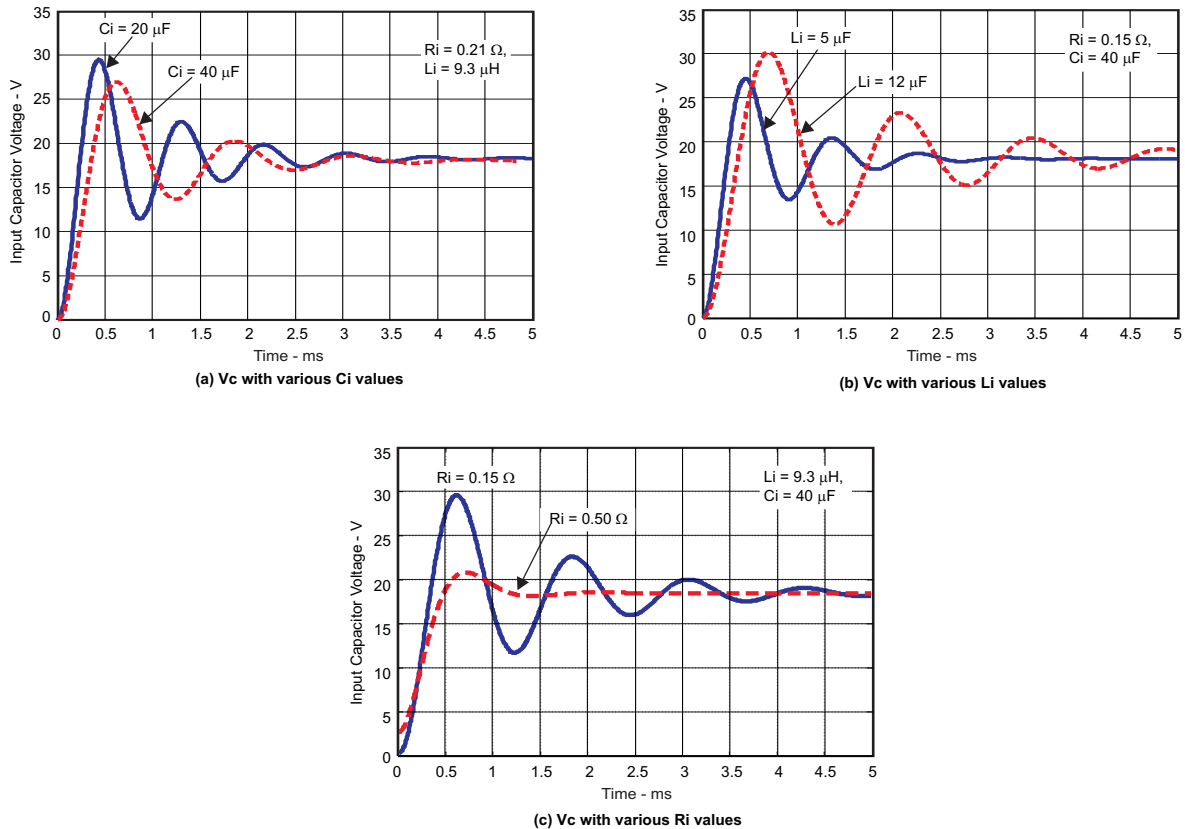 35
30
25
20
15
10
5
0
Input Capacitor Voltage - V
Ci = 20 μF
Ci = 40 μF
Ri = 0.21 Ω,
Li = 9.3 μH
0 0.5 1 1.5 2 2.5 3 3.5 4 4.5 5
Time - ms
(a) Vc with various Ci values
35
30
25
20
15
10
5
0
Input Capacitor Voltage - V
Li = 5 μF
Li = 12 μF
Ri = 0.15 Ω,
Ci = 40 μF
0 0.5 1 1.5 2 2.5 3 3.5 4 4.5 5
Time - ms
(b) Vc with various Li values
35
30
25
20
15
10
5
0
Input Capacitor Voltage - V
Ri = 0.15 Ω
Ri = 0.50 Ω
Li = 9.3 μH,
Ci = 40 μF
0 0.5 1 1.5 2 2.5 3 3.5 4 4.5 5
Time - ms
(c) Vc with various Ri values